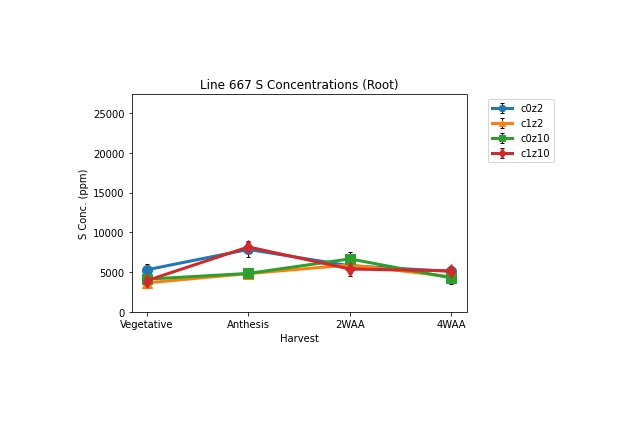 Line 667 S Concentrations (Root)
c0z2
c1z2
c0z10
c1z10
25000
20000
15000
10000
5000
0
S Conc. (ppm)
Vegetative Anthesis 2WAA 4WAA
Harvest